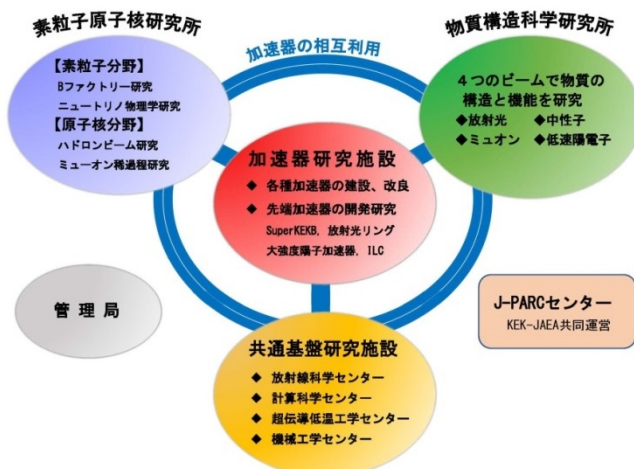 素粒子原子核研究所
物質構造科学研究所
加速器の相互利用
【素粒子分野】
Bファクトリー研究
ニュートリノ物理学研究
【原子核分野】
ハドロンビーム研究
ミューオン稀過程研究
4つのビームで物質の
構造と機能を研究
◆放射光 ◆中性子
◆ミュオン ◆低速陽電子
加速器研究施設
◆ 各種加速器の建設、改良
◆ 先端加速器の開発研究
SuperKEKB, 放射光リング
大強度陽子加速器, ILC
管理局
J-PARCセンター
KEK-JAEA共同運営
共通基盤研究施設
◆ 放射線科学センター
◆ 計算科学センター
◆ 超伝導低温工学センター
◆ 機械工学センター